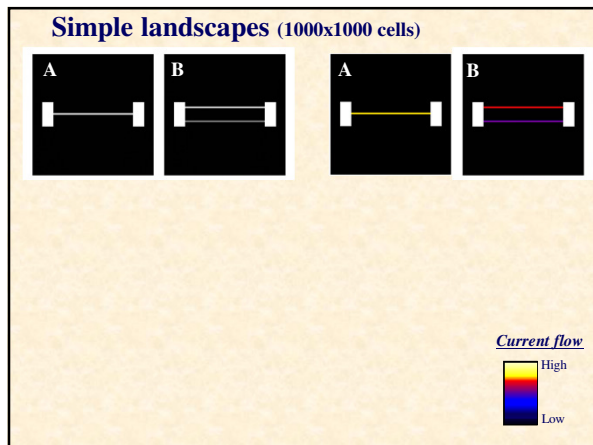 Simple landscapes (1000x1000 cells)
A B A B
Current flow
High
Low